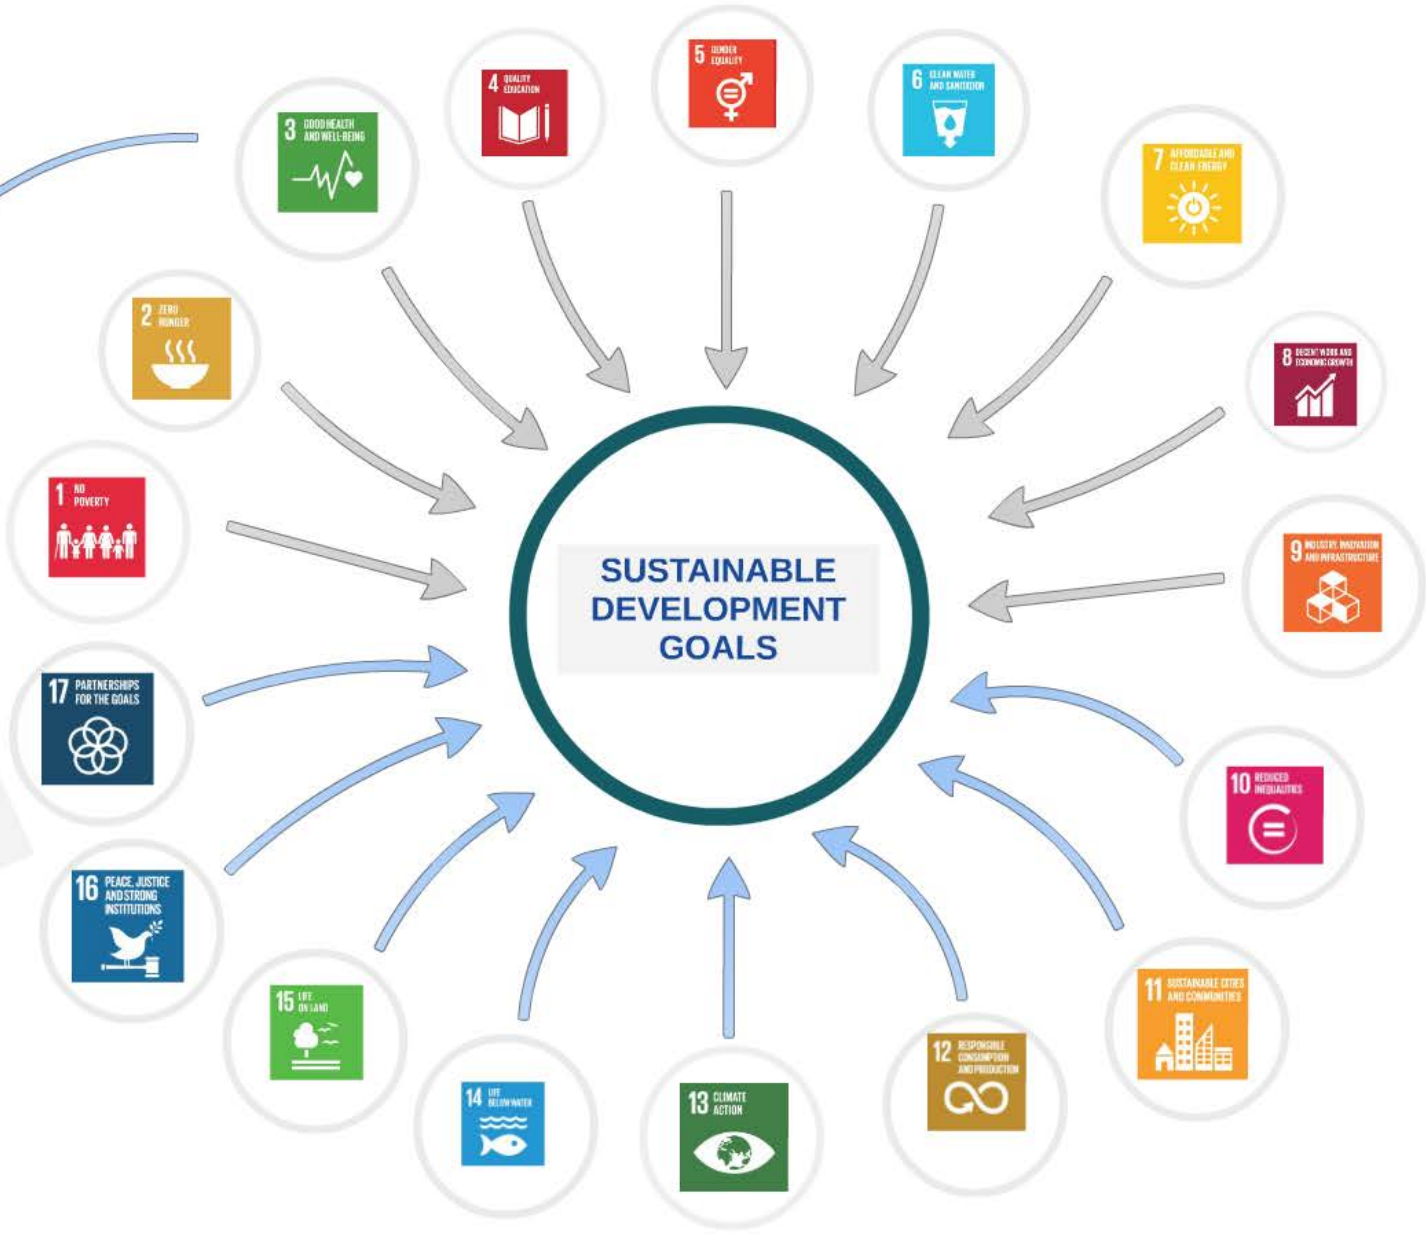 SUSTAINABLE
DEVELOPMENT
GOALS
1 NO
POVERTY
2 ZERO
HUNGER
3 GOOD HEALTH
AND WELL-BEING
4 QUALITY
EDUCATION
5 GENDER
EQUALITY
6 CLEAN WATER
AND SANITATION
7 AFFORDABLE AND
CLEAN ENERGY
8 DECENT WORK AND
ECONOMIC GROWTH
9 INDUSTRY, INNOVATION
AND INFRASTRUCTURE
10 REDUCED
INEQUALITIES
11 SUSTAINABLE CITIES
AND COMMUNITIES
12 RESPONSIBLE
CONSUMPTION
AND PRODUCTION
13 CLIMATE
ACTION
14 LIFE
BELOW WATER
15 LIFE
ON LAND
16 PEACE, JUSTICE
AND STRONG
INSTITUTIONS
17 PARTNERSHIPS
FOR THE GOALS